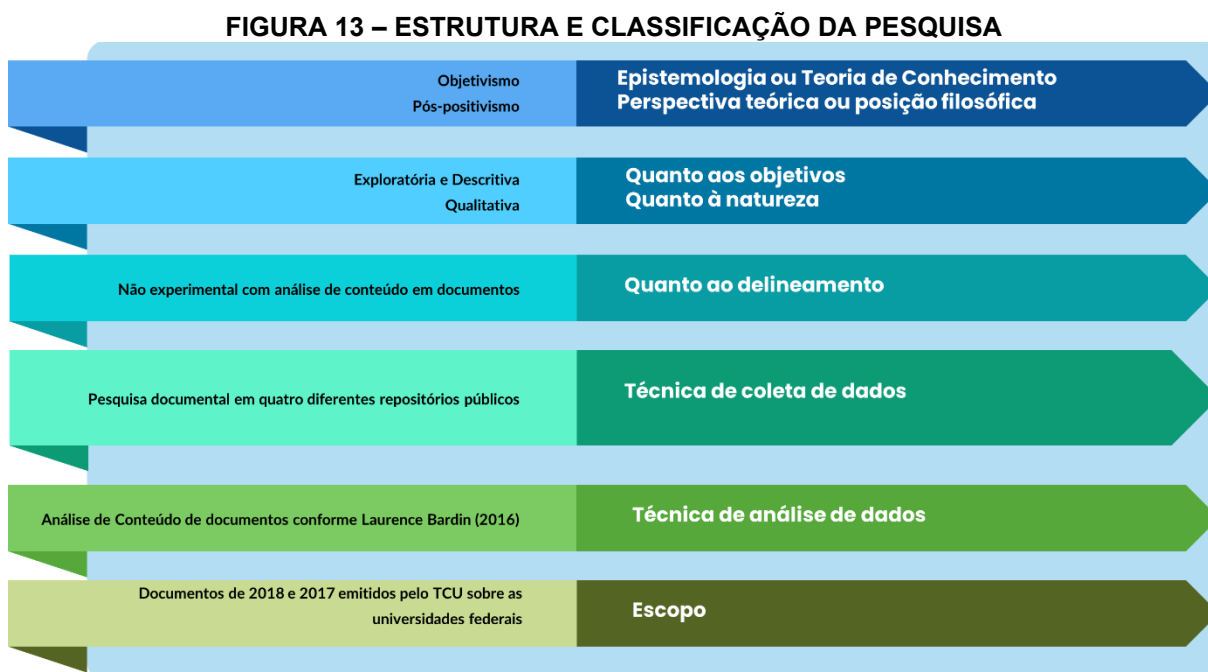 FIGURA 13 – ESTRUTURA E CLASSIFICAÇÃO DA PESQUISA
Objetivismo
Pós-positivismo
Epistemologia ou Teoria de Conhecimento
Perspectiva teórica ou posição filosófica
Exploratória e Descritiva
Qualitativa
Quanto aos objetivos
Quanto à natureza
Não experimental com análise de conteúdo em documentos
Quanto ao delineamento
Pesquisa documental em quatro diferentes repositórios públicos
Técnica de coleta de dados
Análise de Conteúdo de documentos conforme Laurence Bardin (2016)
Técnica de análise de dados
Documentos de 2018 e 2017 emitidos pelo TCU sobre as
universidades federais
Escopo